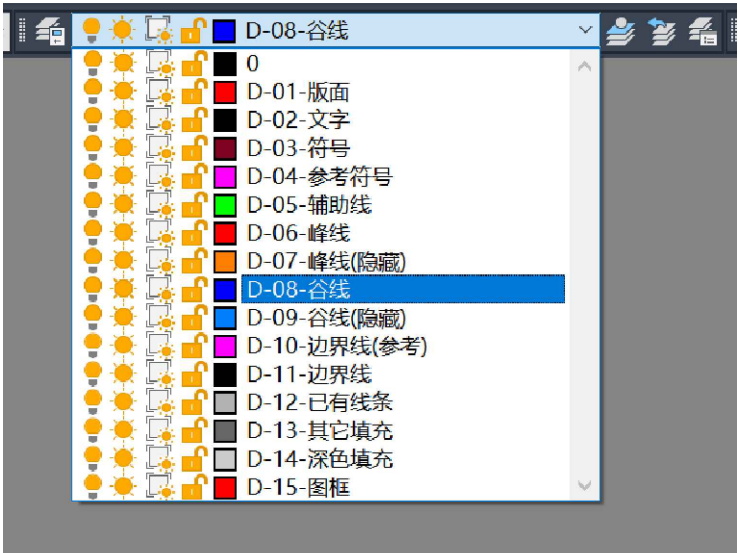 D-08-谷线
0
D-01-版面
D-02-文字
D-03-符号
D-04-参考符号
D-05-辅助线
D-06-峰线
D-07-峰线(隐藏)
D-08-谷线
D-09-谷线(隐藏)
D-10-边界线(参考)
D-11-边界线
D-12-已有线条
D-13-其它填充
D-14-深色填充
D-15-图框